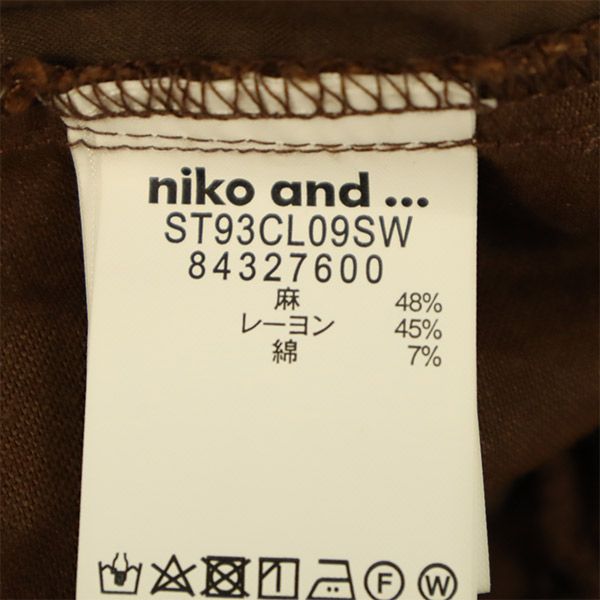 niko and ...
ST93CL09SW
84327600
麻 48%
レーヨン 45%
綿 7%
F W